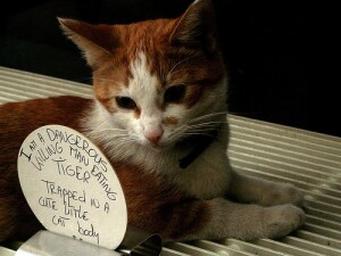 I AM A DANGEROUS
KILLING MAN EATING
TIGER
TRAPPED IN A
CUTE LITTLE
CAT body